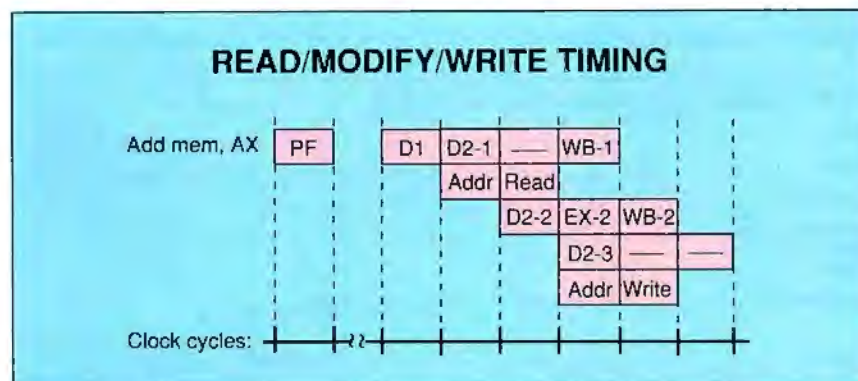 READ/MODIFY/WRITE TIMING
Add mem, AX PF D1 D2-1 — WB-1
Addr Read
D2-2 EX-2 WB-2
D2-3 — —
Addr Write
Clock cycles: